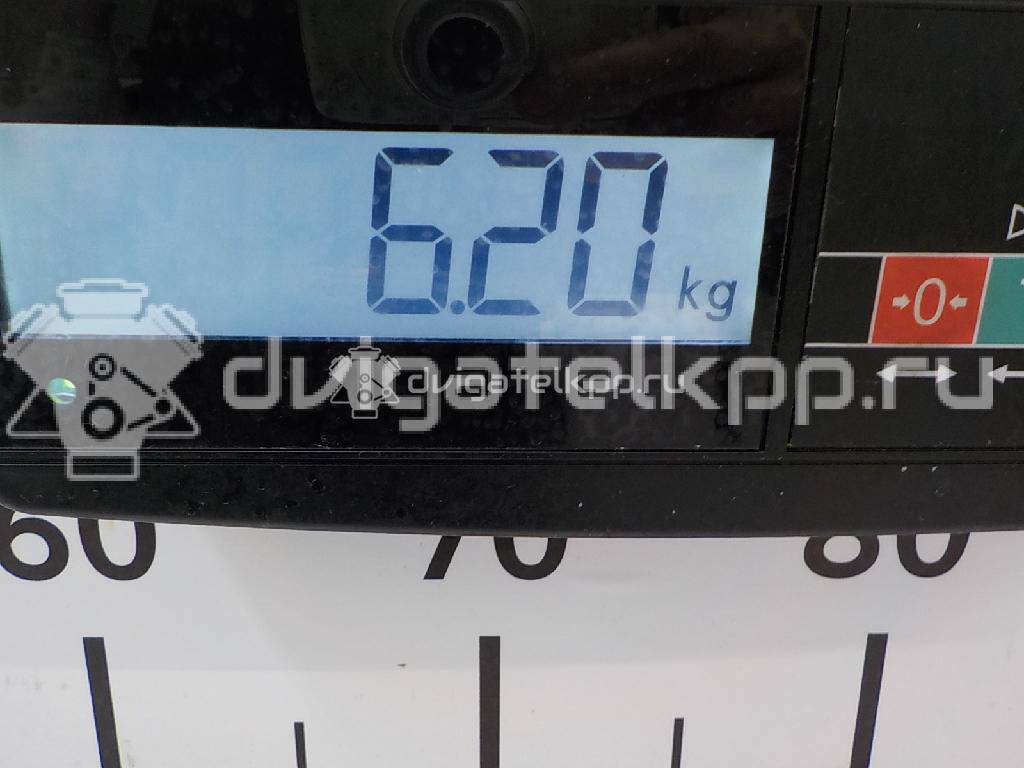 6.20 kg
→0←
dvigatelkpp.ru
dvigatelkpp.ru
60 70 80